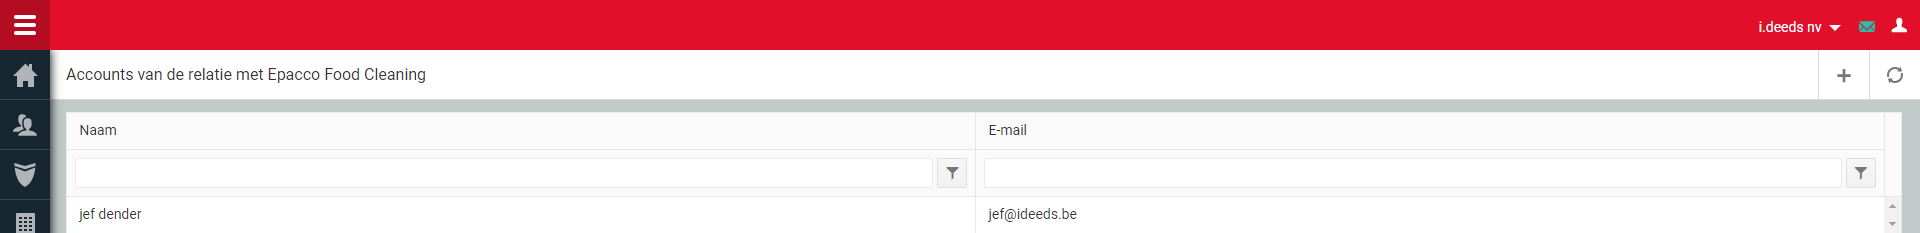 i.deeds nv
Accounts van de relatie met Epacco Food Cleaning
Naam E-mail
jef dender jef@ideeds.be